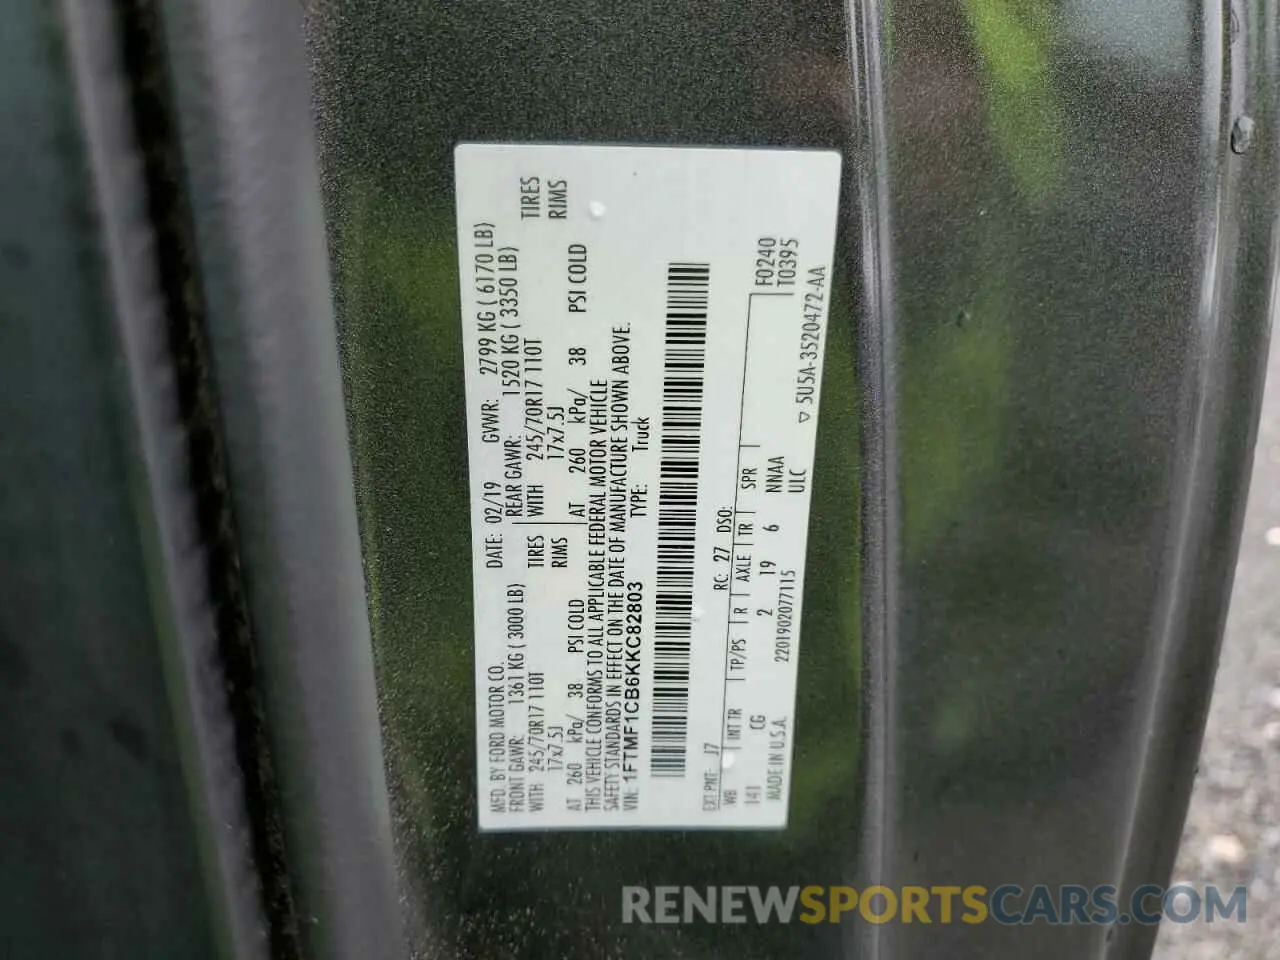 MFD. BY FORD MOTOR CO. DATE: 02/19 GVWR: 2799 KG ( 6170 LB)
FRONT GAWR: 1361 KG ( 3000 LB) REAR GAWR: 1520 KG ( 3350 LB)
WITH 245/70R17 110T TIRES WITH 245/70R17 110T TIRES
17x7.5J RIMS 17x7.5J RIMS
AT 260 kPa/ 38 PSI COLD AT 260 kPa/ 38 PSI COLD
THIS VEHICLE CONFORMS TO ALL APPLICABLE FEDERAL MOTOR VEHICLE
SAFETY STANDARDS IN EFFECT ON THE DATE OF MANUFACTURE SHOWN ABOVE.
VIN: 1FTMF1CB6KKC82803 TYPE: Truck
EXT PNT: J7 RC: 27 DSO:
WB INT TR TP/PS R AXLE TR SPR F0240
141 CG 2 19 6 NNAA T0395
MADE IN U.S.A. 2201902077115 ULC
▽ 5U5A-3520472-AA
RENEWSPORTSCARS.COM